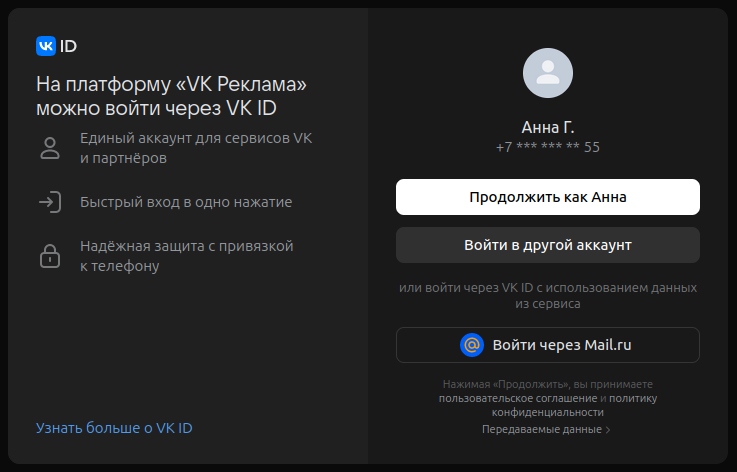 VK ID
На платформу «VK Реклама»
можно войти через VK ID
Единый аккаунт для сервисов VK
и партнёров
Быстрый вход в одно нажатие
Надёжная защита с привязкой
к телефону
Узнать больше о VK ID
Анна Г.
+7 *** *** ** 55
Продолжить как Анна
Войти в другой аккаунт
или войти через VK ID с использованием данных
из сервиса
Войти через Mail.ru
Нажимая «Продолжить», вы принимаете
пользовательское соглашение и политику
конфиденциальности
Передаваемые данные